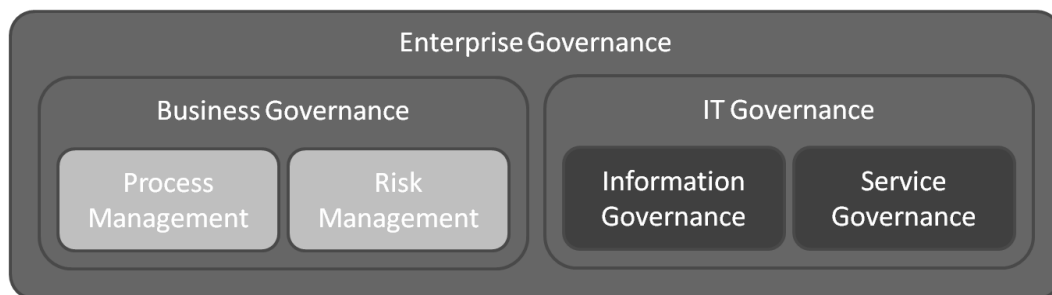 Enterprise Governance
Business Governance
Process
Management
Risk
Management
IT Governance
Information
Governance
Service
Governance